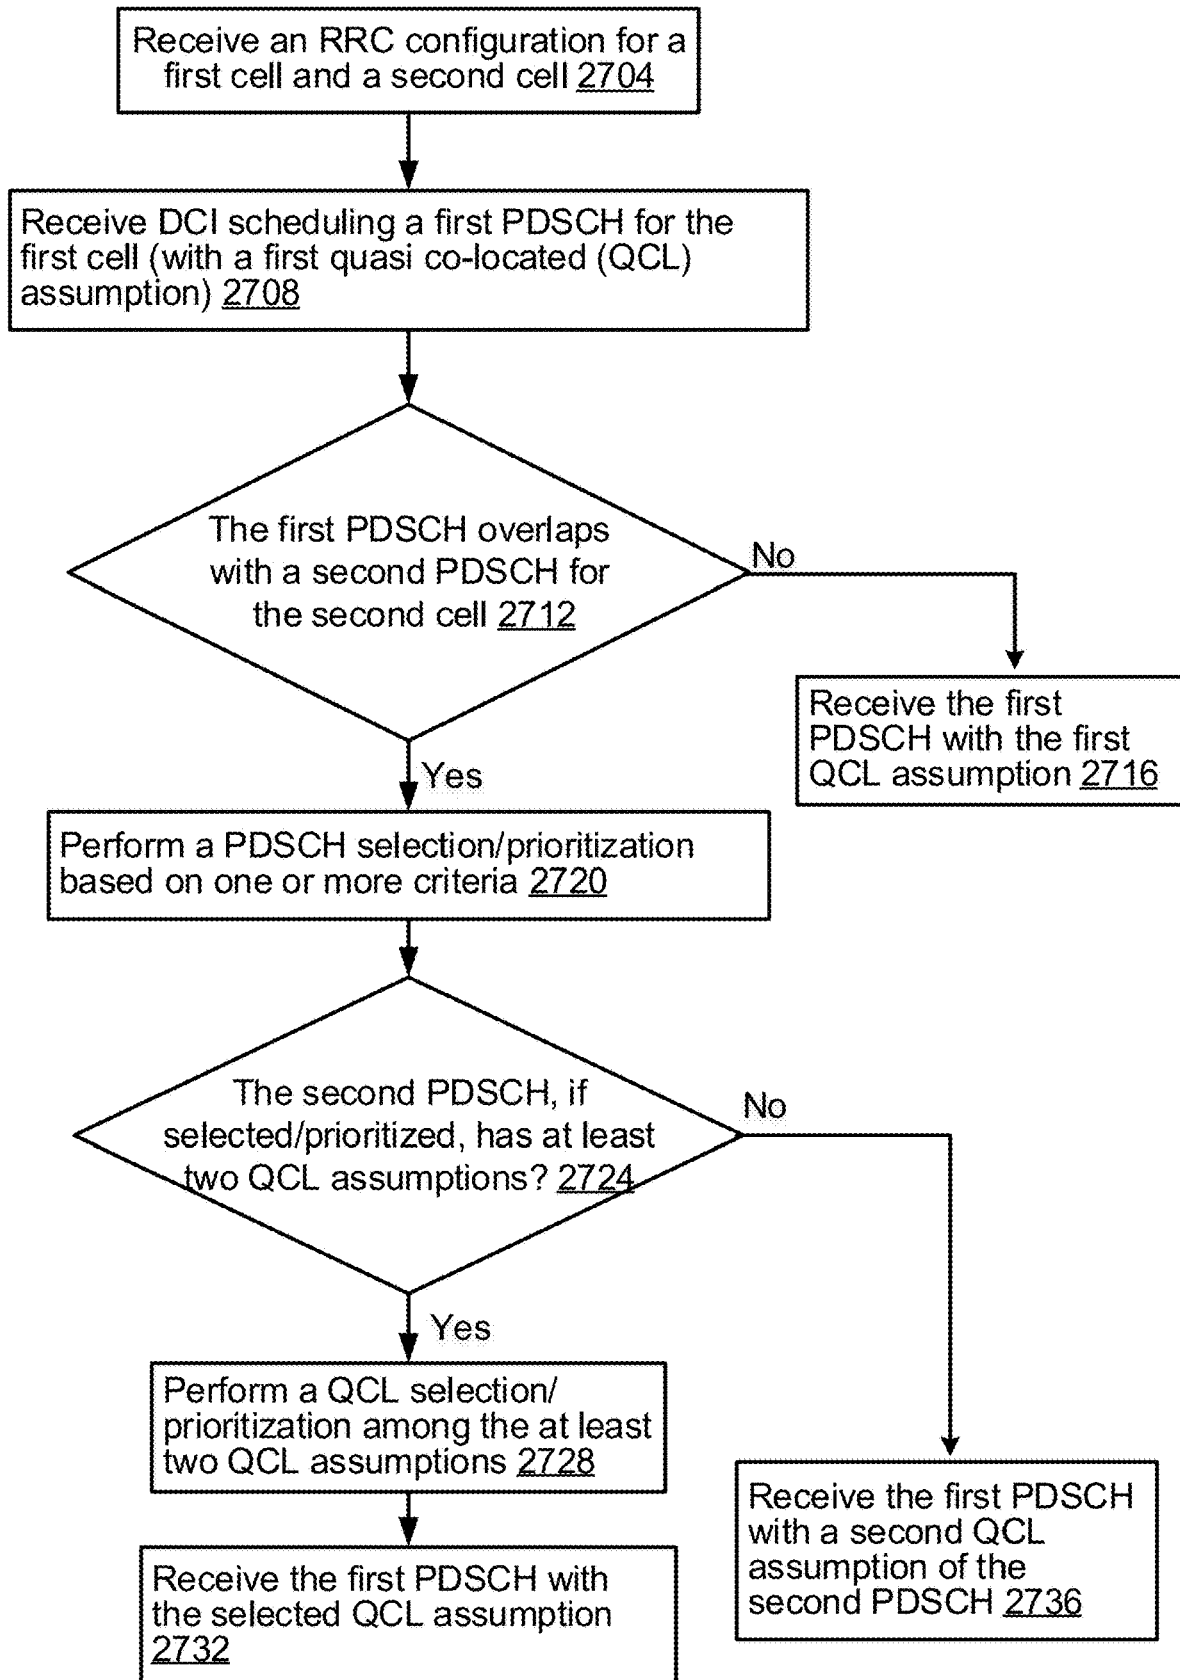 Receive an RRC configuration for a
first cell and a second cell 2704
Receive DCI scheduling a first PDSCH for the
first cell (with a first quasi co-located (QCL)
assumption) 2708
The first PDSCH overlaps
with a second PDSCH for
the second cell 2712
No
Receive the first
PDSCH with the first
QCL assumption 2716
Yes
Perform a PDSCH selection/prioritization
based on one or more criteria 2720
The second PDSCH, if
selected/prioritized, has at least
two QCL assumptions? 2724
No
Yes
Perform a QCL selection/
prioritization among the at least
two QCL assumptions 2728
Receive the first PDSCH
with a second QCL
assumption of the
second PDSCH 2736
Receive the first PDSCH with
the selected QCL assumption
2732